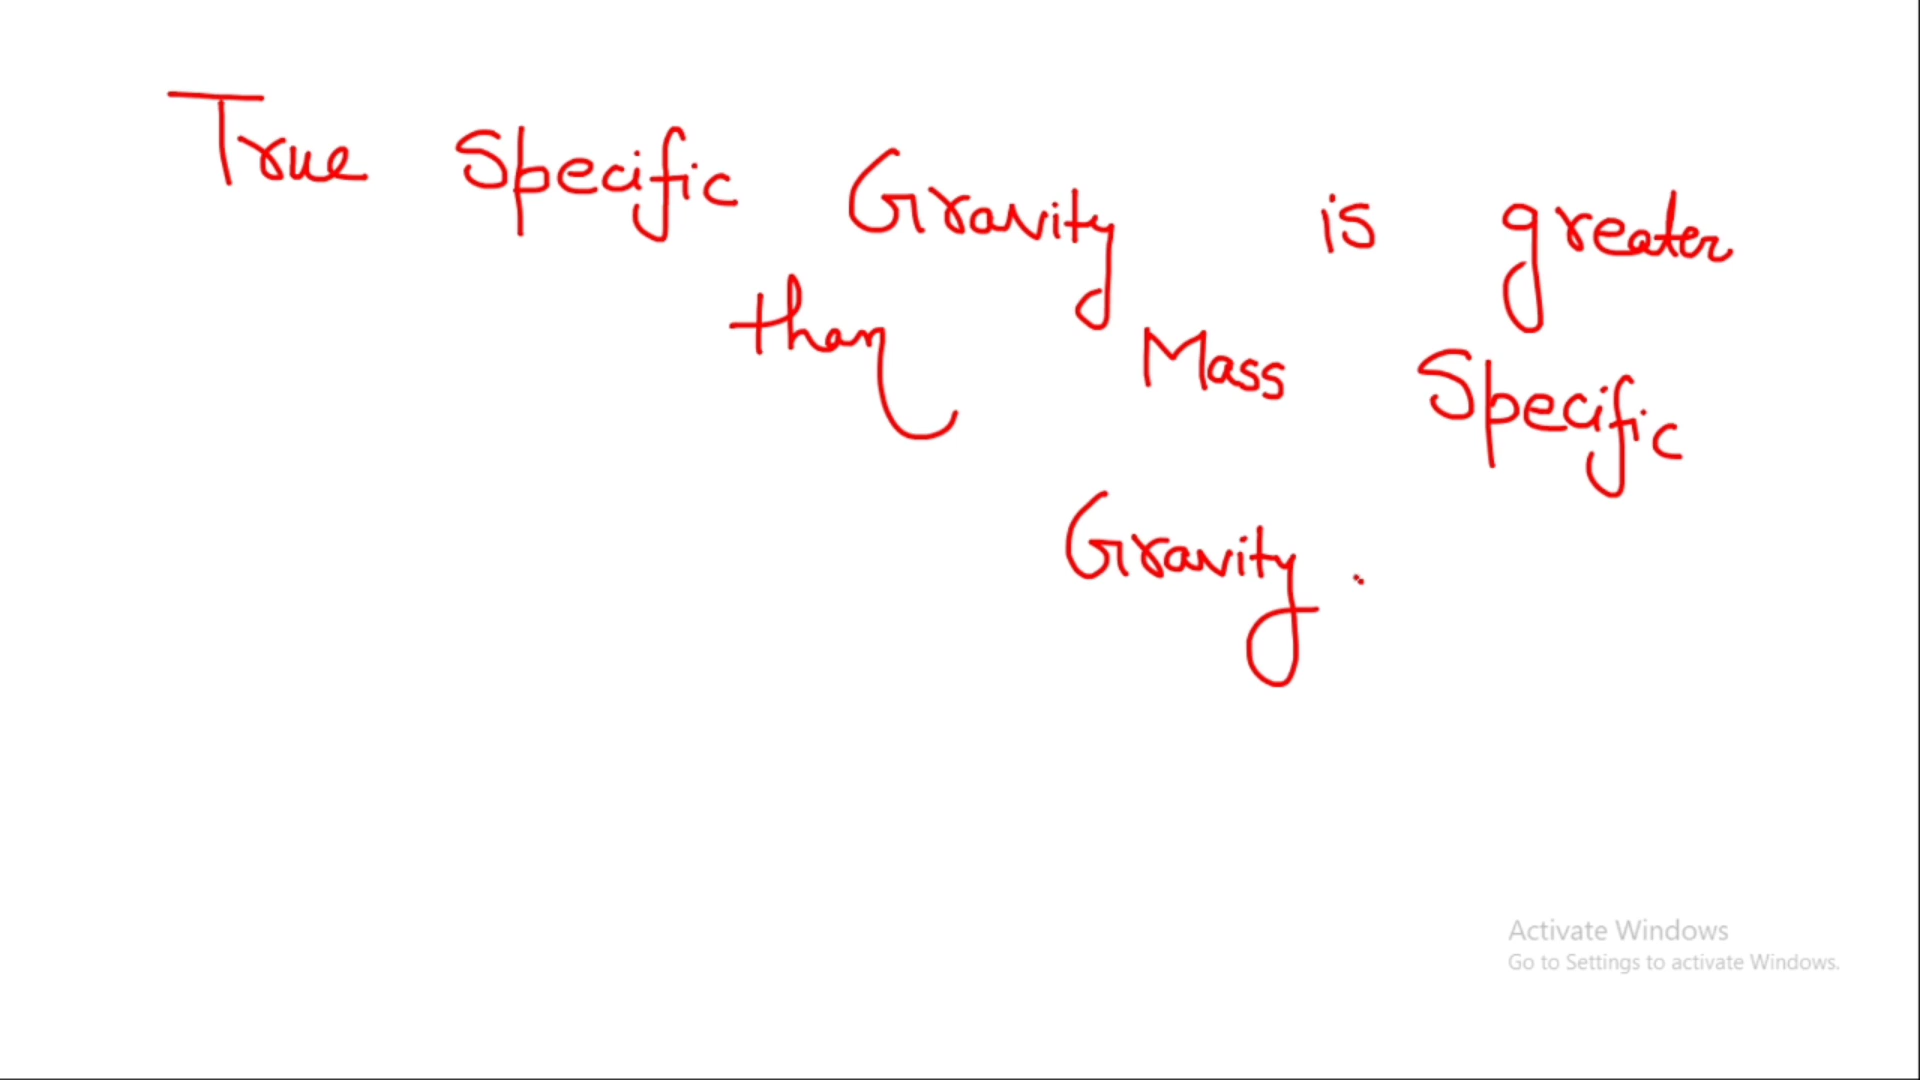 True Specific Gravity is greater
than Mass Specific
Gravity.
Activate Windows
Go to Settings to activate Windows.